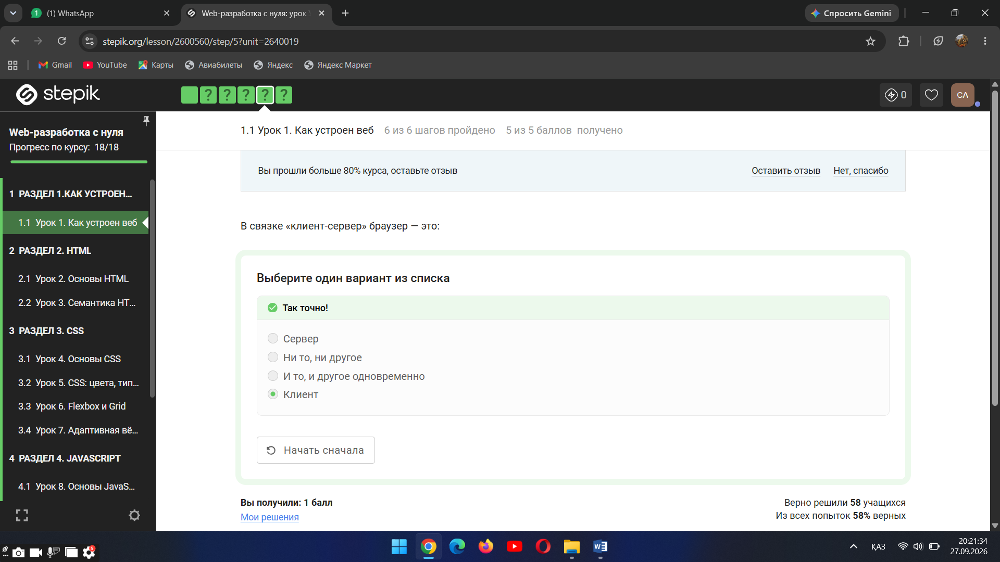 1
(1) WhatsApp
Web-разработка с нуля: урок
Спросить Gemini
stepik.org/lesson/2600560/step/5?unit=2640019
Gmail
YouTube
Карты
Авиабилеты
Яндекс
Яндекс Маркет
stepik
? ? ? ? ?
0
CA
Web-разработка с нуля
Прогресс по курсу: 18/18
1 РАЗДЕЛ 1.КАК УСТРОЕН...
1.1 Урок 1. Как устроен веб
2 РАЗДЕЛ 2. HTML
2.1 Урок 2. Основы HTML
2.2 Урок 3. Семантика HT...
3 РАЗДЕЛ 3. CSS
3.1 Урок 4. Основы CSS
3.2 Урок 5. CSS: цвета, тип...
3.3 Урок 6. Flexbox и Grid
3.4 Урок 7. Адаптивная вё...
4 РАЗДЕЛ 4. JAVASCRIPT
4.1 Урок 8. Основы JavaS...
1.1 Урок 1. Как устроен веб 6 из 6 шагов пройдено 5 из 5 баллов получено
Вы прошли больше 80% курса, оставьте отзыв
Оставить отзыв
Нет, спасибо
В связке «клиент-сервер» браузер — это:
Выберите один вариант из списка
Так точно!
Сервер
Ни то, ни другое
И то, и другое одновременно
Клиент
Начать сначала
Вы получили: 1 балл
Мои решения
Верно решили 58 учащихся
Из всех попыток 58% верных
5
W
ҚАЗ
20:21:34
27.09.2026